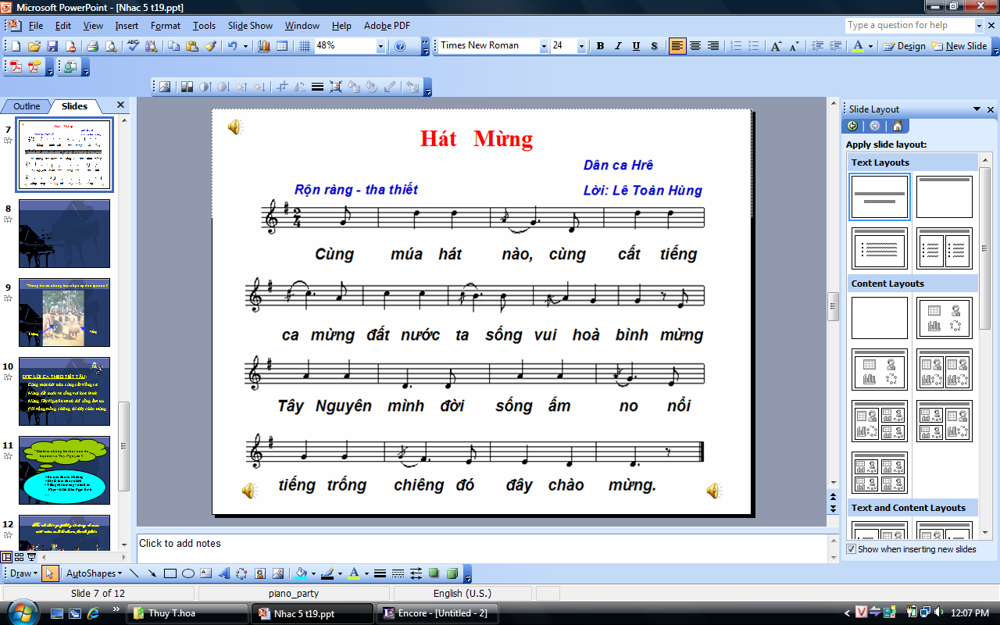 Microsoft PowerPoint - [Nhac 5 t19.ppt]
File Edit View Insert Format Tools Slide Show Window Help Adobe PDF
Type a question for help
48%
Times New Roman
24
Design
New Slide
Outline
Slides
7
8
9
10
11
12
Hát Mừng
Dân ca Hrê
Rộn ràng - tha thiết
Lời: Lê Toàn Hùng
2
4
Cùng múa hát nào, cùng cất tiếng
ca mừng đất nước ta sống vui hoà bình mừng
Tây Nguyên mình đời sống ấm no nổi
tiếng trống chiêng đó đây chào mừng.
Slide Layout
Apply slide layout:
Text Layouts
Content Layouts
Text and Content Layouts
Show when inserting new slides
Click to add notes
Draw
AutoShapes
Slide 7 of 12
piano_party
English (U.S.)
Thuy T.hoa
Nhac 5 t19.ppt
Encore - [Untitled - 2]
12:07 PM